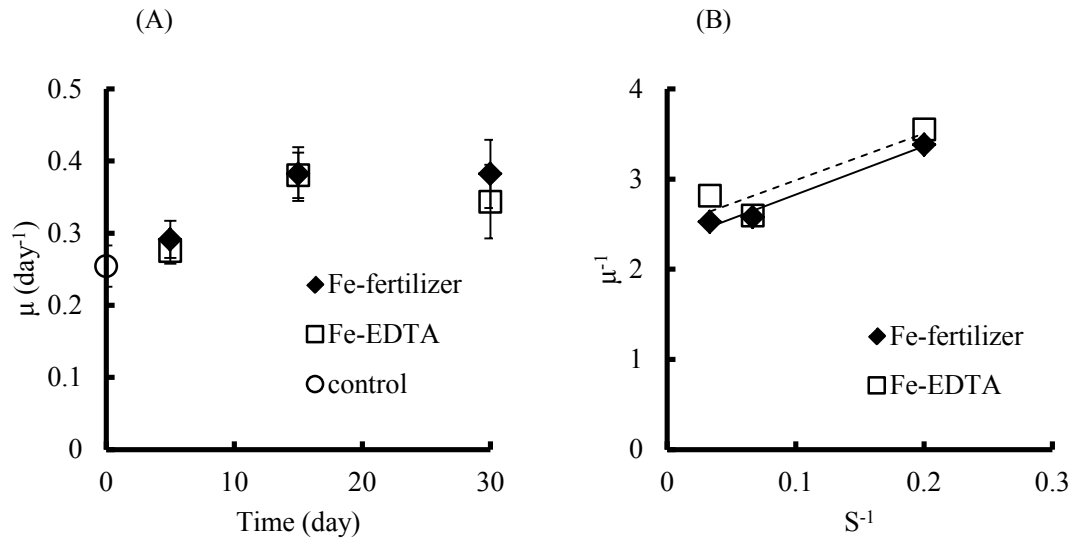 (A)
0.5
0.4
0.3
0.2
0.1
0
0 10 20 30
μ (day-1)
Time (day)
Fe-fertilizer
Fe-EDTA
control
(B)
4
3
2
1
0
0 0.1 0.2 0.3
μ-1
S-1
Fe-fertilizer
Fe-EDTA